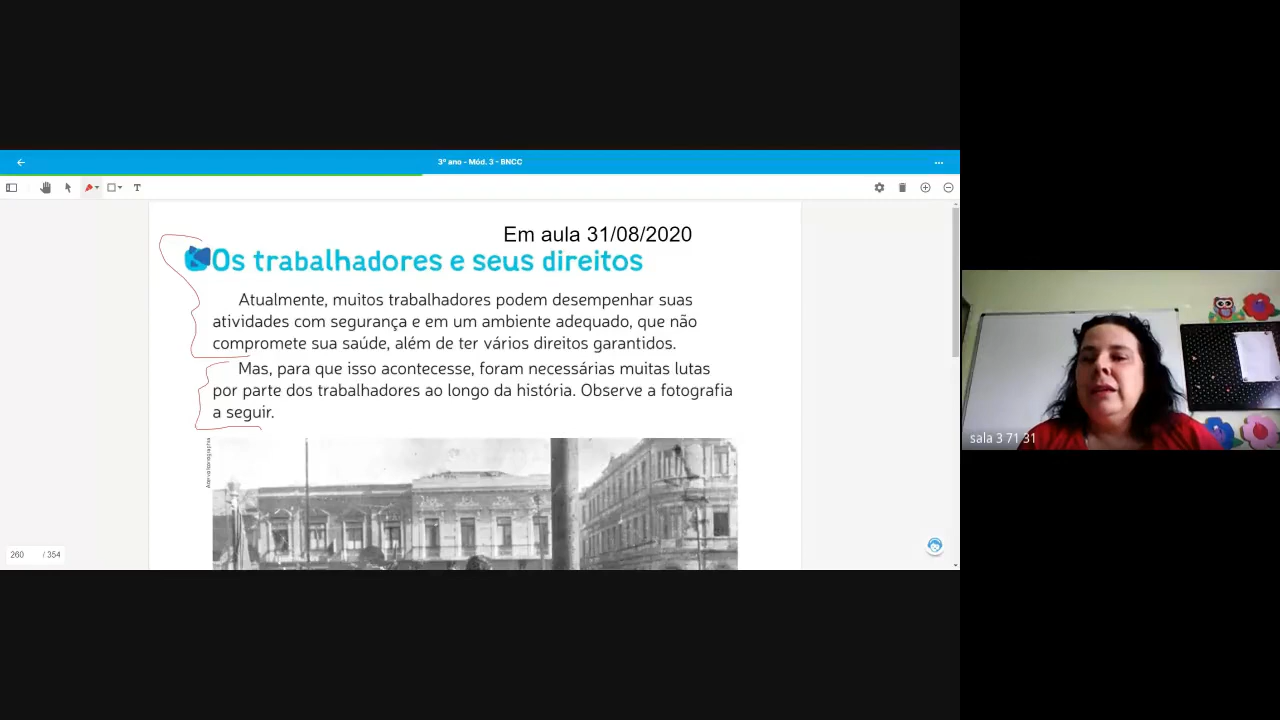 3º ano - Mód. 3 - BNCC
T
Em aula 31/08/2020
Os trabalhadores e seus direitos
Atualmente, muitos trabalhadores podem desempenhar suas
atividades com segurança e em um ambiente adequado, que não
compromete sua saúde, além de ter vários direitos garantidos.
Mas, para que isso acontecesse, foram necessárias muitas lutas
por parte dos trabalhadores ao longo da história. Observe a fotografia
a seguir.
260 / 354
sala 3 71 31